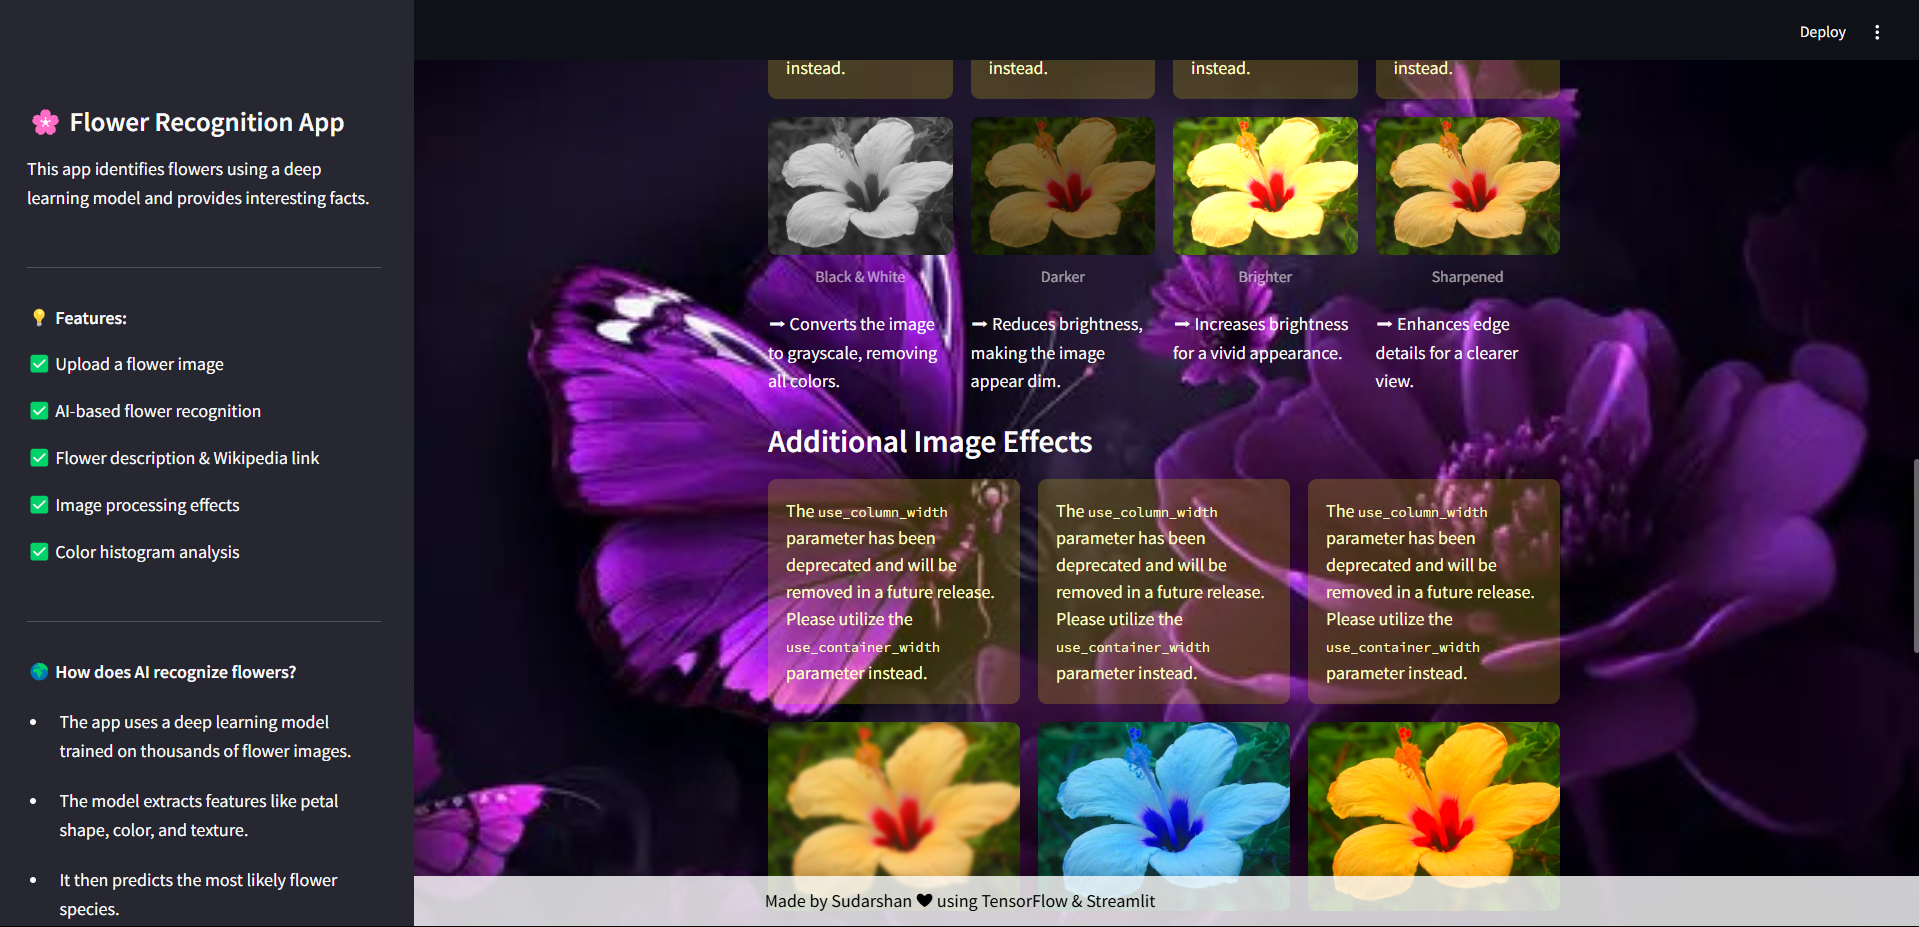 Deploy
🌸 Flower Recognition App
This app identifies flowers using a deep
learning model and provides interesting facts.
💡 Features:
✅ Upload a flower image
✅ AI-based flower recognition
✅ Flower description & Wikipedia link
✅ Image processing effects
✅ Color histogram analysis
🌍 How does AI recognize flowers?
• The app uses a deep learning model
trained on thousands of flower images.
• The model extracts features like petal
shape, color, and texture.
• It then predicts the most likely flower
species.
instead.
instead.
instead.
instead.
Black & White
Darker
Brighter
Sharpened
➞ Converts the image
to grayscale, removing
all colors.
➞ Reduces brightness,
making the image
appear dim.
➞ Increases brightness
for a vivid appearance.
➞ Enhances edge
details for a clearer
view.
Additional Image Effects
The use_column_width
parameter has been
deprecated and will be
removed in a future release.
Please utilize the
use_container_width
parameter instead.
The use_column_width
parameter has been
deprecated and will be
removed in a future release.
Please utilize the
use_container_width
parameter instead.
The use_column_width
parameter has been
deprecated and will be
removed in a future release.
Please utilize the
use_container_width
parameter instead.
Made by Sudarshan ♥ using TensorFlow & Streamlit